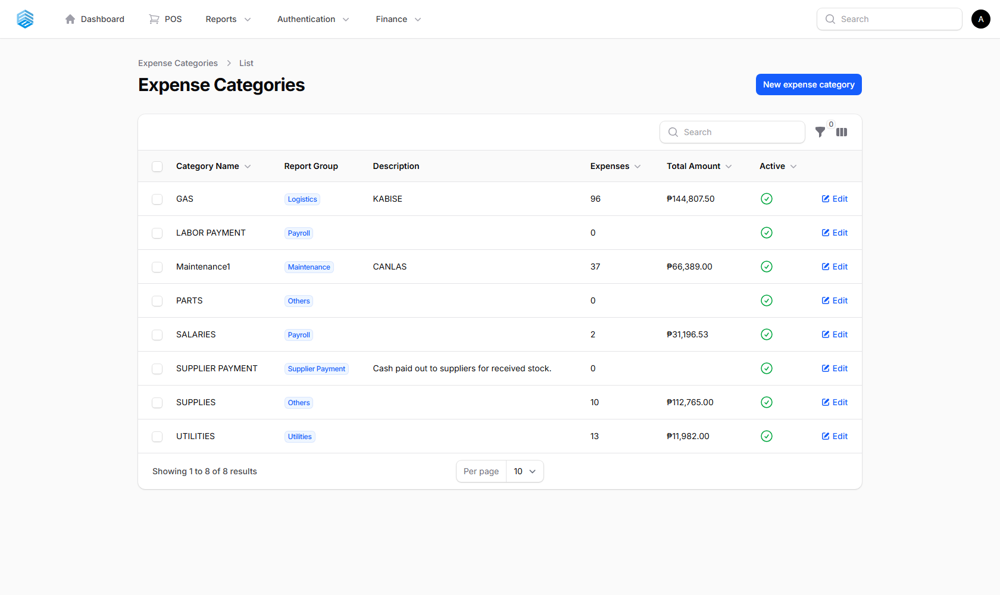 Dashboard POS Reports Authentication Finance Search A
Expense Categories List
Expense Categories
New expense category
Search 0
Category Name Report Group Description Expenses Total Amount Active
GAS Logistics KABISE 96 ₱144,807.50 Edit
LABOR PAYMENT Payroll 0 Edit
Maintenance1 Maintenance CANLAS 37 ₱66,389.00 Edit
PARTS Others 0 Edit
SALARIES Payroll 2 ₱31,196.53 Edit
SUPPLIER PAYMENT Supplier Payment Cash paid out to suppliers for received stock. 0 Edit
SUPPLIES Others 10 ₱112,765.00 Edit
UTILITIES Utilities 13 ₱11,982.00 Edit
Showing 1 to 8 of 8 results Per page 10